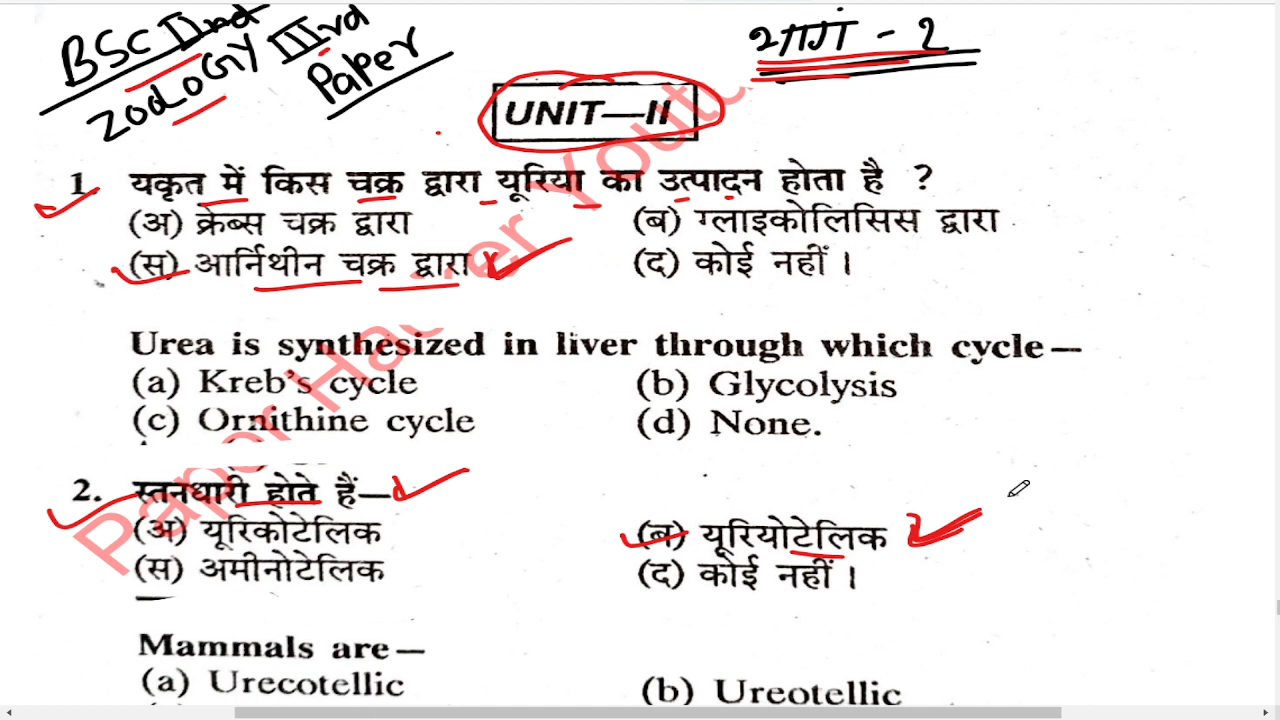 BSc IInd
ZOOLOGY IIIrd
Paper
भाग - 2
UNIT—II
1. यकृत में किस चक्र द्वारा यूरिया का उत्पादन होता है ?
(अ) क्रेब्स चक्र द्वारा (ब) ग्लाइकोलिसिस द्वारा
(स) आर्निथीन चक्र द्वारा (द) कोई नहीं।
Urea is synthesized in liver through which cycle—
(a) Kreb's cycle (b) Glycolysis
(c) Ornithine cycle (d) None.
2. स्तनधारी होते हैं—
(अ) यूरिकोटेलिक (ब) यूरियोटेलिक
(स) अमीनोटेलिक (द) कोई नहीं।
Mammals are—
(a) Urecotellic (b) Ureotellic